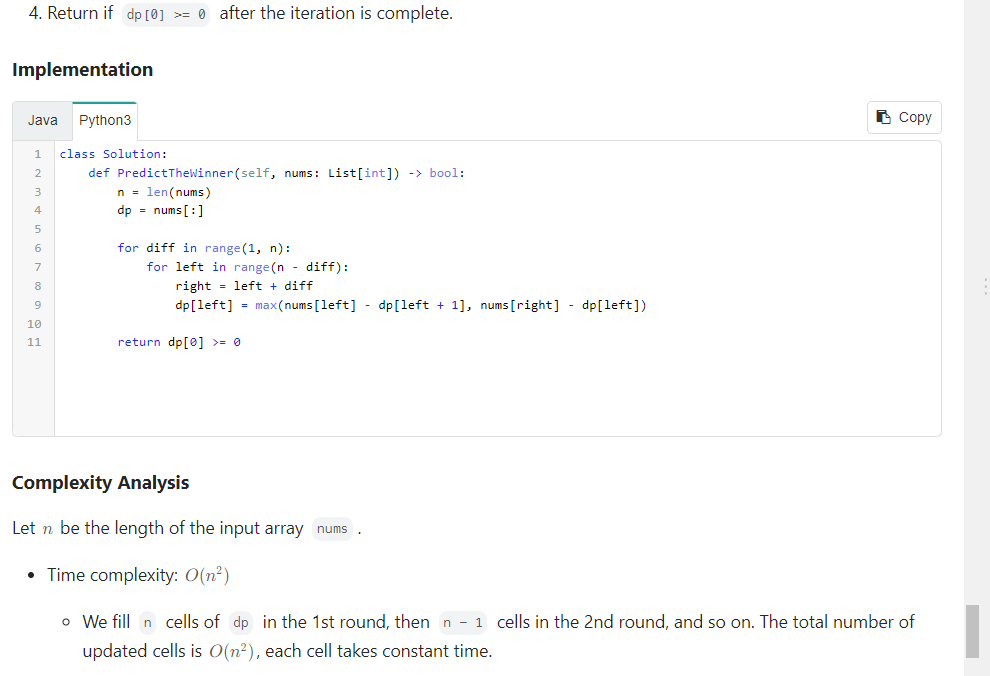 4. Return if dp[0] >= 0 after the iteration is complete.
Implementation
Java Python3 Copy
1 class Solution:
2     def PredictTheWinner(self, nums: List[int]) -> bool:
3         n = len(nums)
4         dp = nums[:]
5
6         for diff in range(1, n):
7             for left in range(n - diff):
8                 right = left + diff
9                 dp[left] = max(nums[left] - dp[left + 1], nums[right] - dp[left])
10
11         return dp[0] >= 0
Complexity Analysis
Let n be the length of the input array nums .
• Time complexity: O(n²)
○ We fill n cells of dp in the 1st round, then n - 1 cells in the 2nd round, and so on. The total number of
updated cells is O(n²), each cell takes constant time.